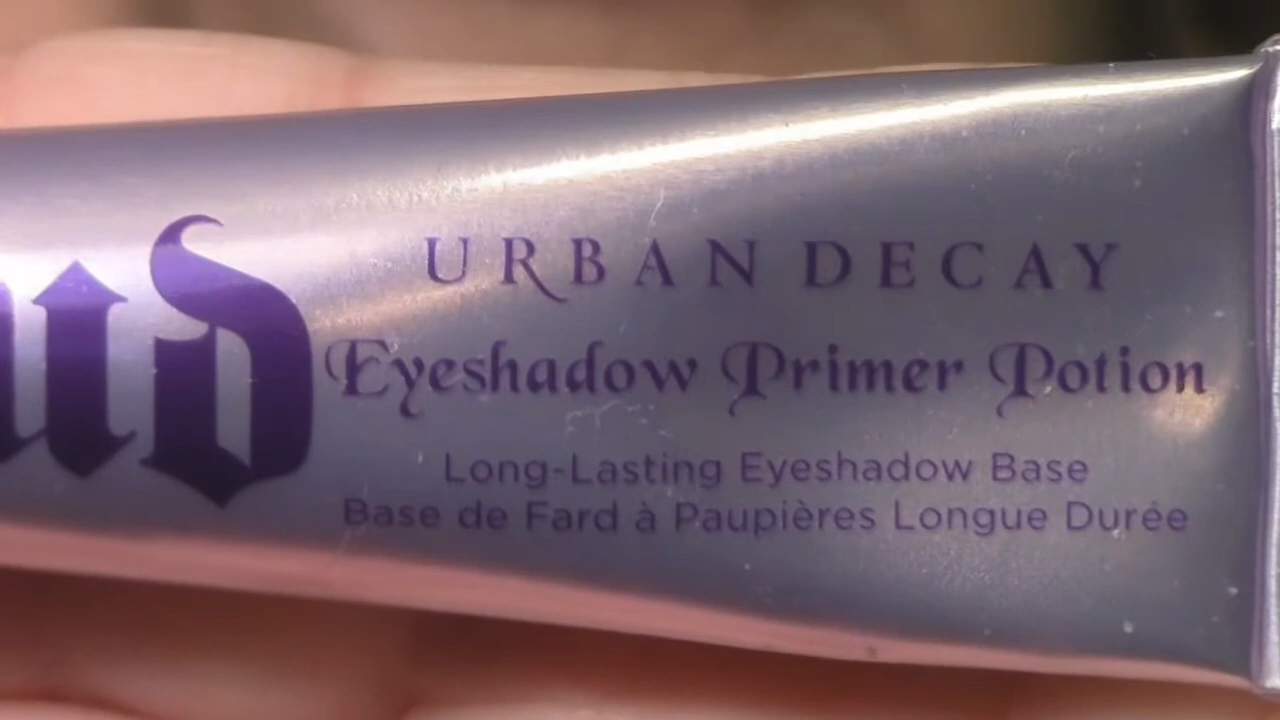 ud
URBAN DECAY
Eyeshadow Primer Potion
Long-Lasting Eyeshadow Base
Base de Fard à Paupières Longue Durée